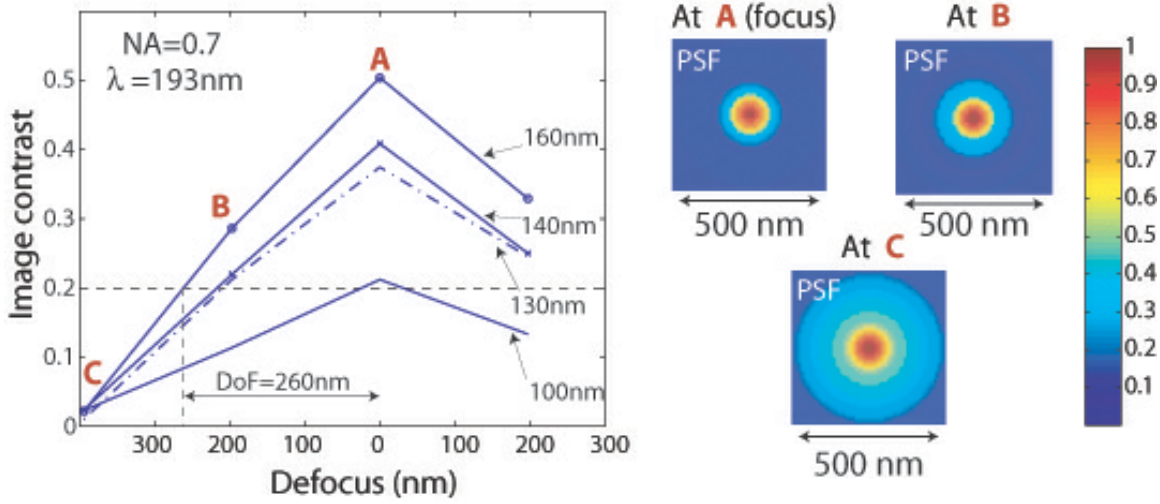 NA=0.7
λ =193nm
Image contrast
0.5
0.4
0.3
0.2
0.1
0
A
B
C
160nm
140nm
130nm
100nm
DoF=260nm
300 200 100 0 100 200 300
Defocus (nm)
At A (focus)
PSF
500 nm
At B
PSF
500 nm
At C
PSF
500 nm
1
0.9
0.8
0.7
0.6
0.5
0.4
0.3
0.2
0.1